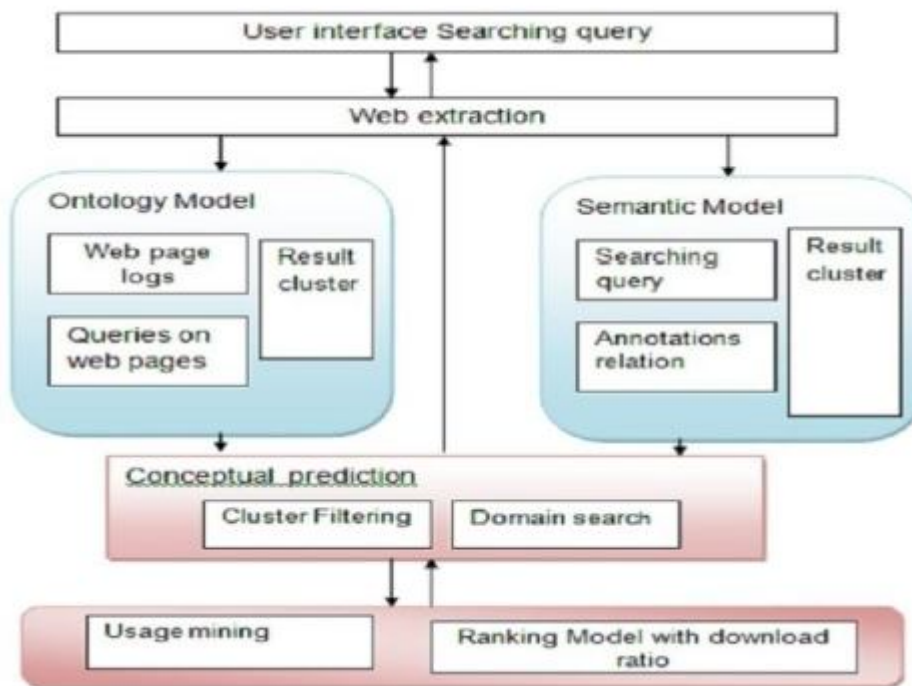 User interface Searching query
Web extraction
Ontology Model
Web page
logs
Result
cluster
Queries on
web pages
Semantic Model
Searching
query
Result
cluster
Annotations
relation
Conceptual prediction
Cluster Filtering
Domain search
Usage mining
Ranking Model with download
ratio